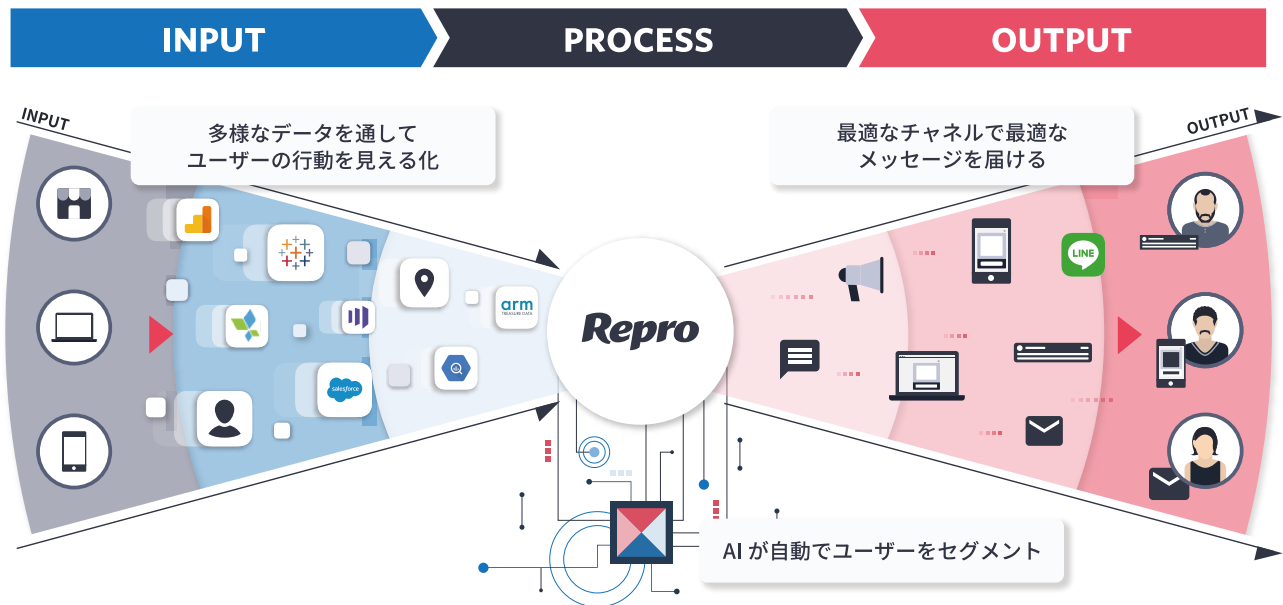 INPUT
PROCESS
OUTPUT
INPUT
多様なデータを通して
ユーザーの行動を見える化
最適なチャネルで最適な
メッセージを届ける
OUTPUT
LINE
arm
TREASURE DATA
Repro
salesforce
AI が自動でユーザーをセグメント